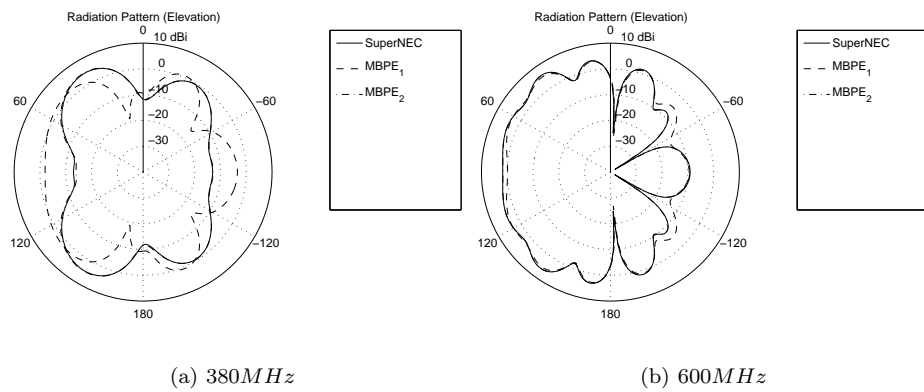 Radiation Pattern (Elevation)
0
10 dBi
0
−10
−20
−30
60
−60
120
−120
180
SuperNEC
MBPE1
MBPE2
(a) 380MHz
Radiation Pattern (Elevation)
0
10 dBi
0
−10
−20
−30
60
−60
120
−120
180
SuperNEC
MBPE1
MBPE2
(b) 600MHz